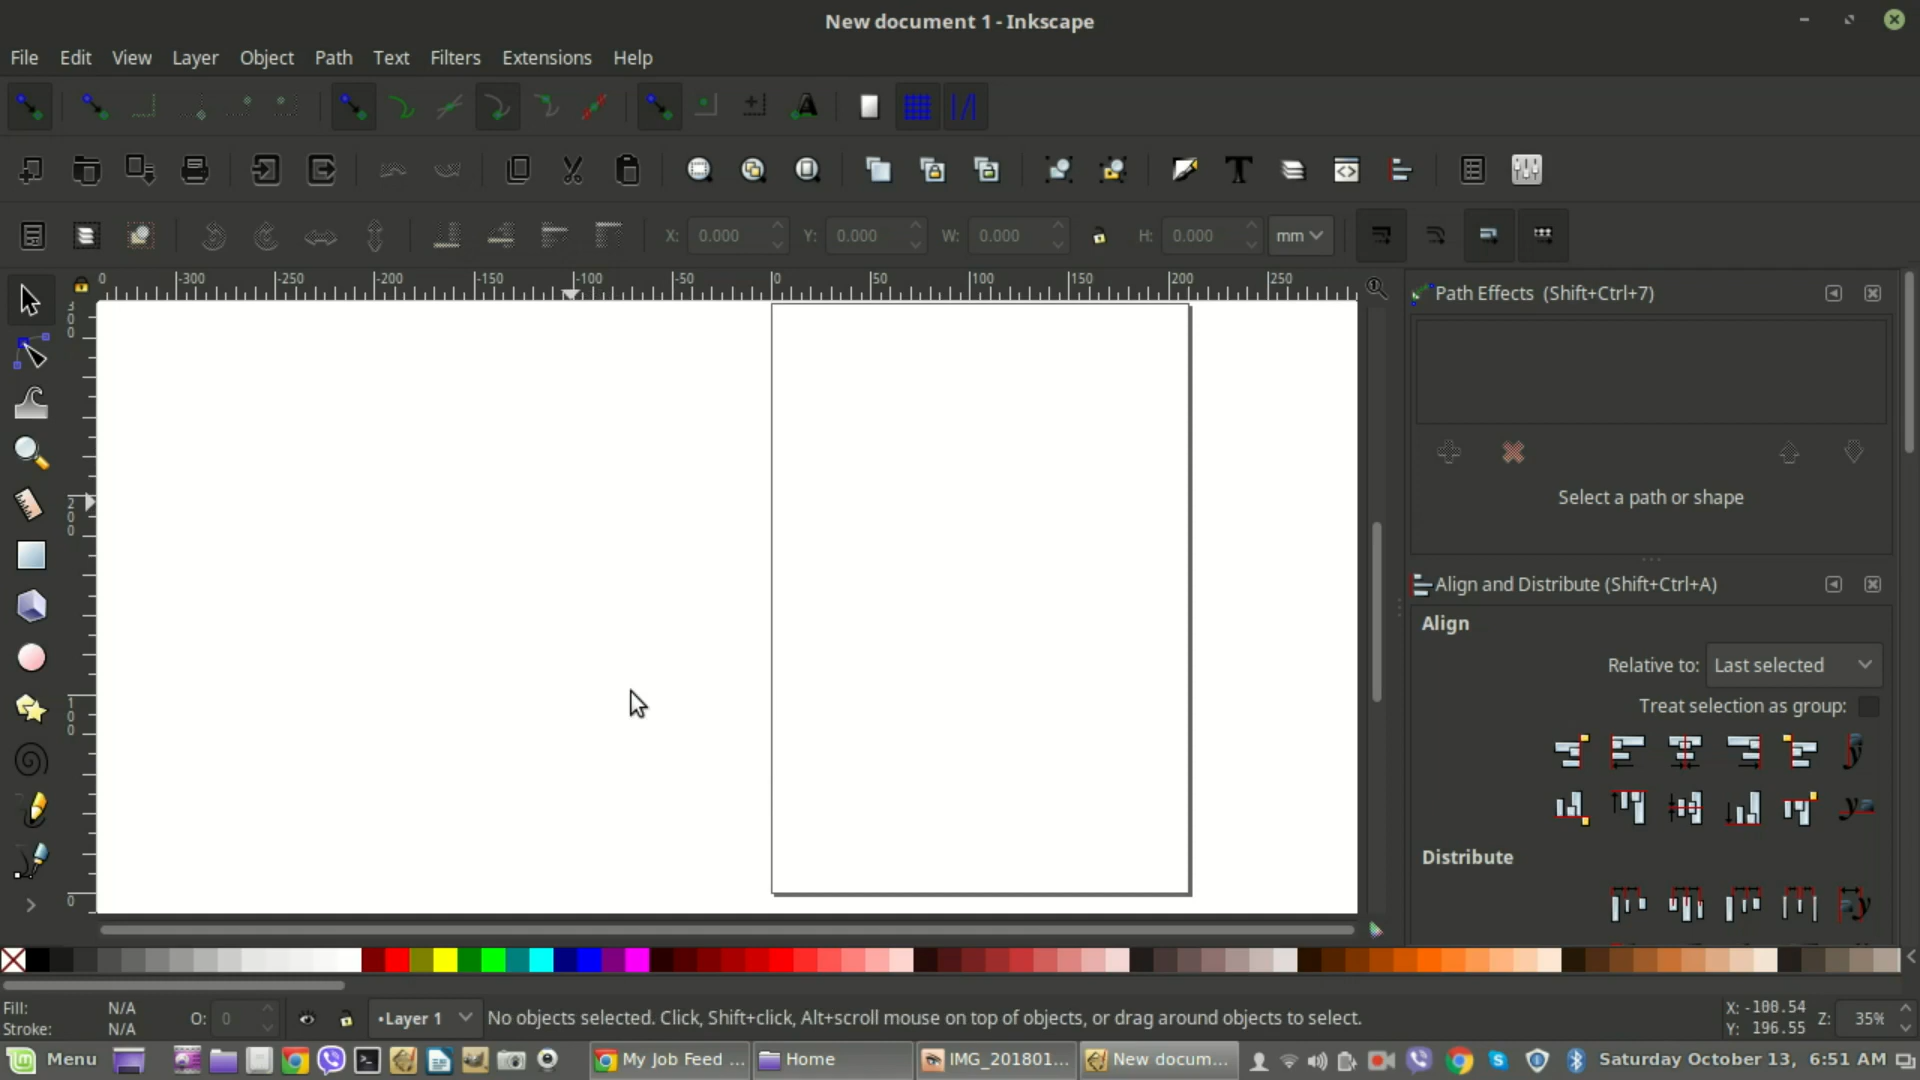 New document 1 - Inkscape
File Edit View Layer Object Path Text Filters Extensions Help
X: 0.000 Y: 0.000 W: 0.000 H: 0.000 mm
0 -300 -250 -200 -150 -100 -50 0 50 100 150 200 250
300
200
100
0
Path Effects (Shift+Ctrl+7)
Select a path or shape
Align and Distribute (Shift+Ctrl+A)
Align
Relative to: Last selected
Treat selection as group:
Distribute
Fill: N/A
Stroke: N/A
O: 0
•Layer 1
No objects selected. Click, Shift+click, Alt+scroll mouse on top of objects, or drag around objects to select.
X: -100.54
Y: 196.55
Z: 35%
Menu
My Job Feed ...
Home
IMG_201801...
New docum...
Saturday October 13, 6:51 AM